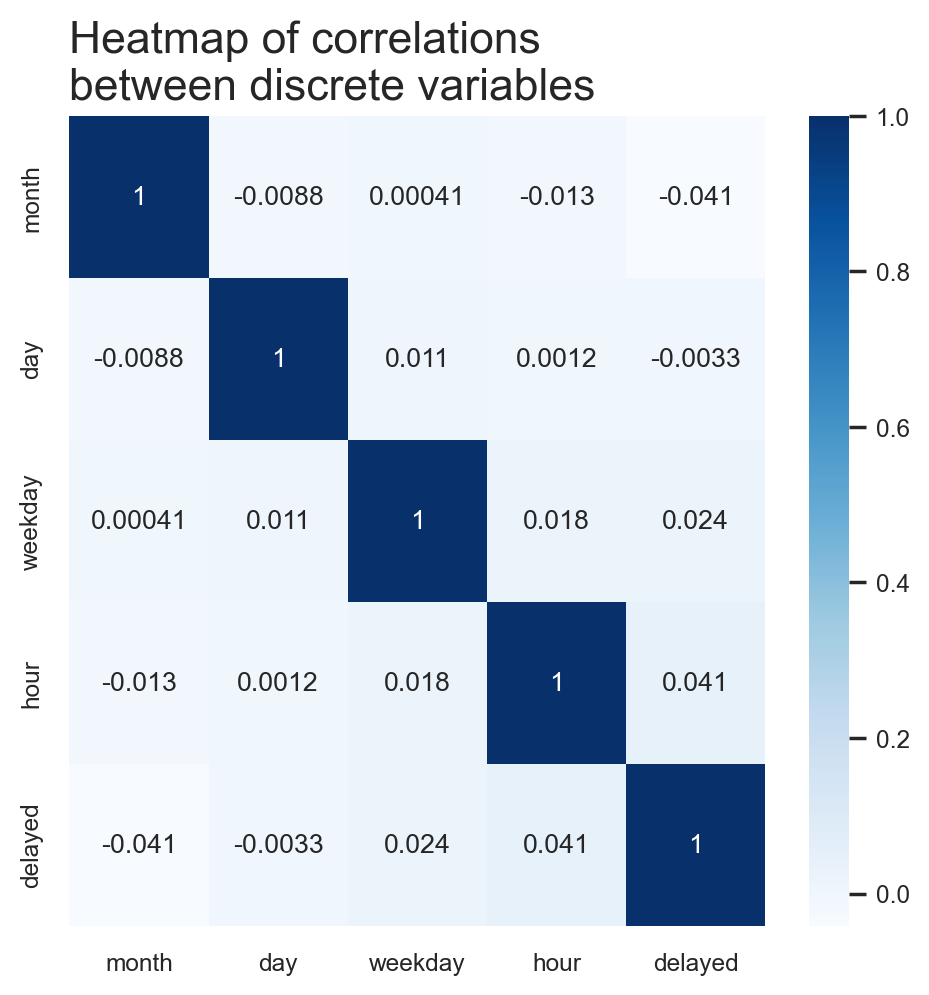 Heatmap of correlations
between discrete variables
1.0
month 1 -0.0088 0.00041 -0.013 -0.041
0.8
day -0.0088 1 0.011 0.0012 -0.0033
0.6
weekday 0.00041 0.011 1 0.018 0.024
0.4
hour -0.013 0.0012 0.018 1 0.041
0.2
delayed -0.041 -0.0033 0.024 0.041 1
0.0
month day weekday hour delayed